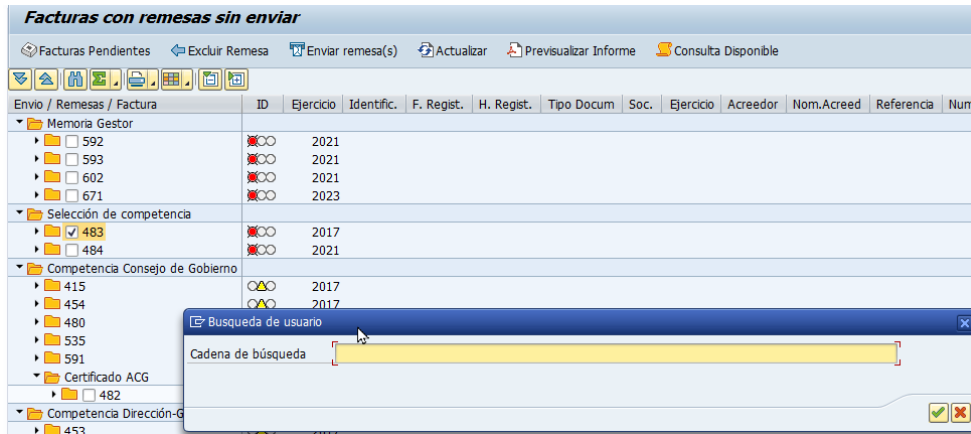 Facturas con remesas sin enviar
Facturas Pendientes Excluir Remesa Enviar remesa(s) Actualizar Previsualizar Informe Consulta Disponible
Envio / Remesas / Factura ID Ejercicio Identific. F. Regist. H. Regist. Tipo Docum Soc. Ejercicio Acreedor Nom.Acreed Referencia Num
Memoria Gestor
592 2021
593 2021
602 2021
671 2023
Selección de competencia
483 2017
484 2021
Competencia Consejo de Gobierno
415 2017
454 2017
480
535
591
Certificado ACG
482
Competencia Dirección-G
453
Busqueda de usuario
Cadena de búsqueda